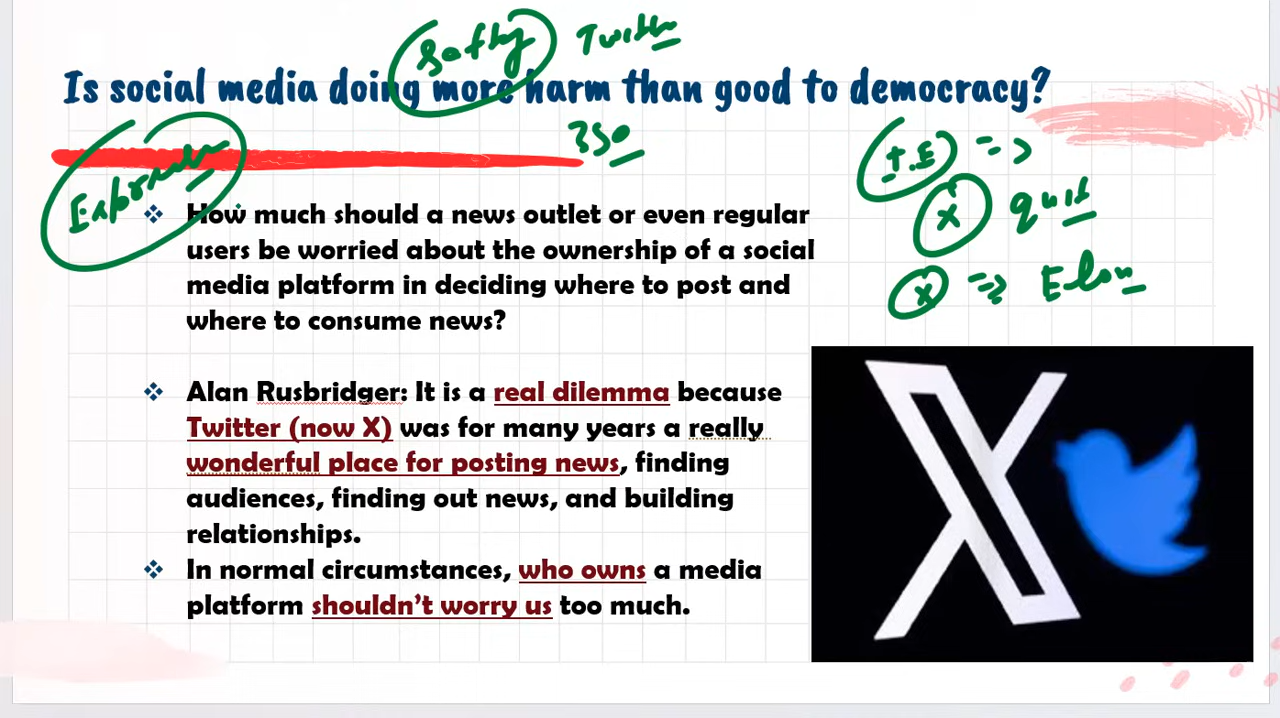 Safty Twitter
Is social media doing more harm than good to democracy?
350
T.E =>
X quit
X => Elon
❖ How much should a news outlet or even regular
users be worried about the ownership of a social
media platform in deciding where to post and
where to consume news?
❖ Alan Rusbridger: It is a real dilemma because
Twitter (now X) was for many years a really
wonderful place for posting news, finding
audiences, finding out news, and building
relationships.
❖ In normal circumstances, who owns a media
platform shouldn't worry us too much.